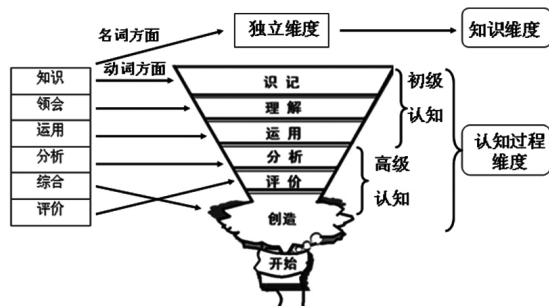 名词方面
独立维度
知识维度
动词方面
知识
领会
运用
分析
综合
评价
识记
理解
运用
分析
评价
创造
开始
初级
认知
高级
认知
认知过程
维度